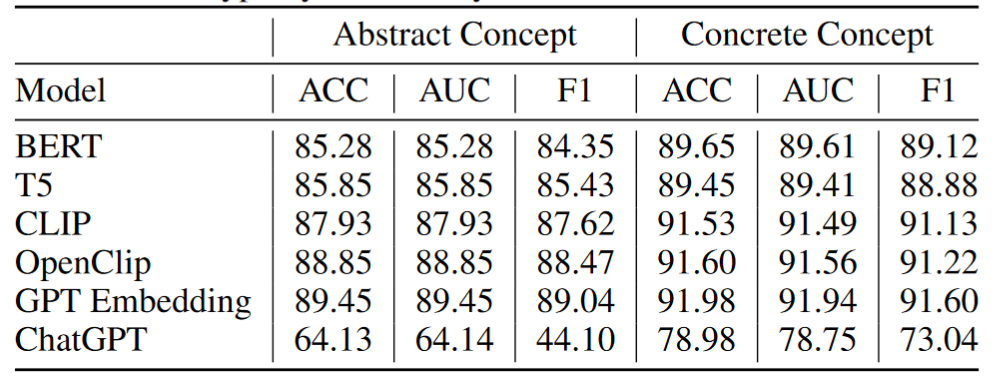 Abstract Concept Concrete Concept
Model ACC AUC F1 ACC AUC F1
BERT 85.28 85.28 84.35 89.65 89.61 89.12
T5 85.85 85.85 85.43 89.45 89.41 88.88
CLIP 87.93 87.93 87.62 91.53 91.49 91.13
OpenClip 88.85 88.85 88.47 91.60 91.56 91.22
GPT Embedding 89.45 89.45 89.04 91.98 91.94 91.60
ChatGPT 64.13 64.14 44.10 78.98 78.75 73.04